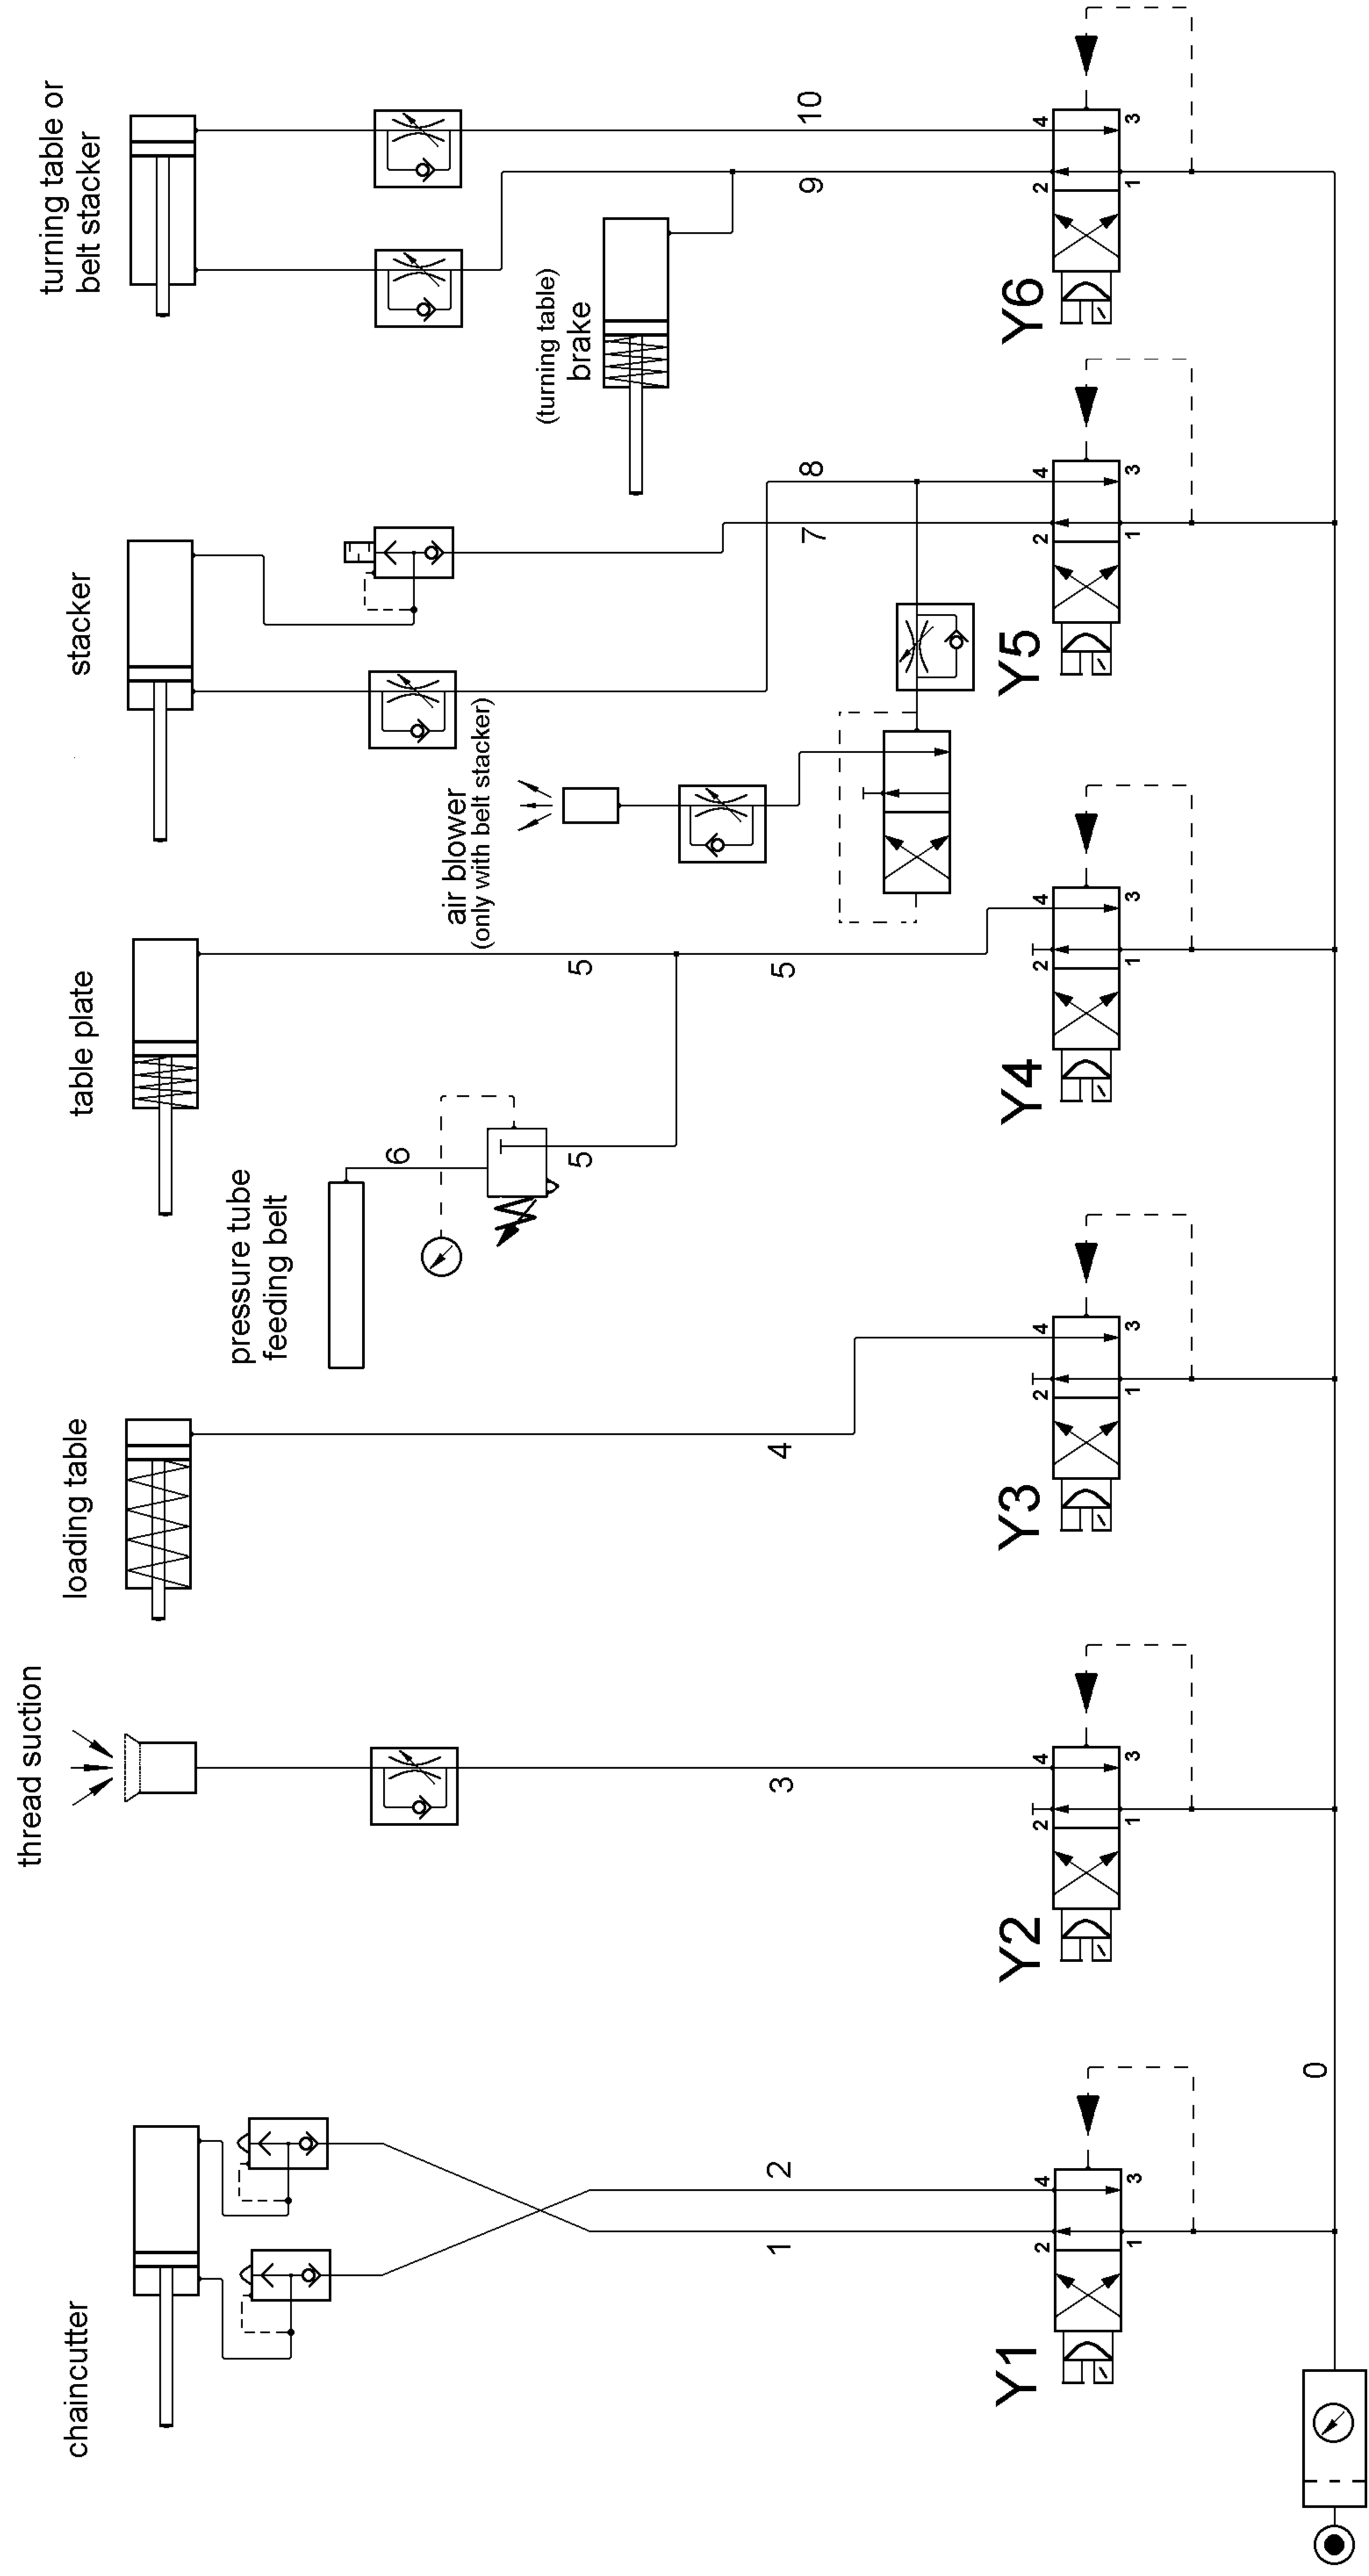 chaincutter
thread suction
loading table
pressure tube
feeding belt
table plate
air blower
(only with belt stacker)
stacker
(turning table)
brake
turning table or
belt stacker
1
2
3
4
6
5
5
5
7
8
9
10
Y1
2
4
1
3
Y2
2
4
1
3
Y3
2
4
1
3
Y4
2
4
1
3
Y5
2
4
1
3
Y6
2
4
1
3
0